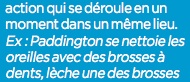 action qui se déroule en un
moment dans un même lieu.
Ex : Paddington se nettoie les
oreilles avec des brosses à
dents, lèche une des brosses